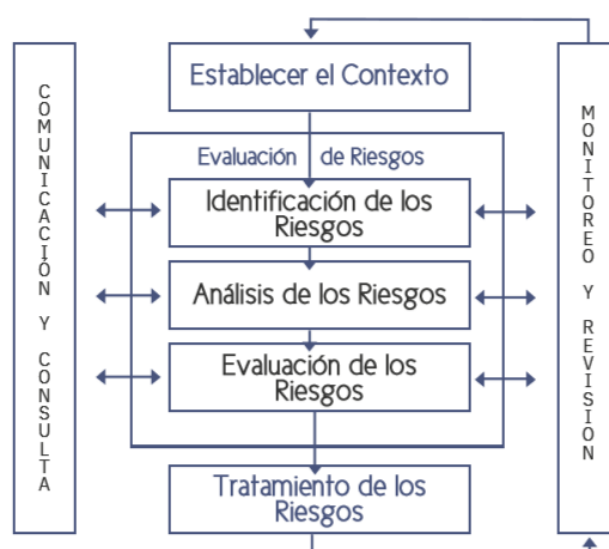 COMUNICACIÓN Y CONSULTA
Establecer el Contexto
Evaluación de Riesgos
Identificación de los
Riesgos
Análisis de los Riesgos
Evaluación de los
Riesgos
Tratamiento de los
Riesgos
MONITOREO Y REVISIÓN